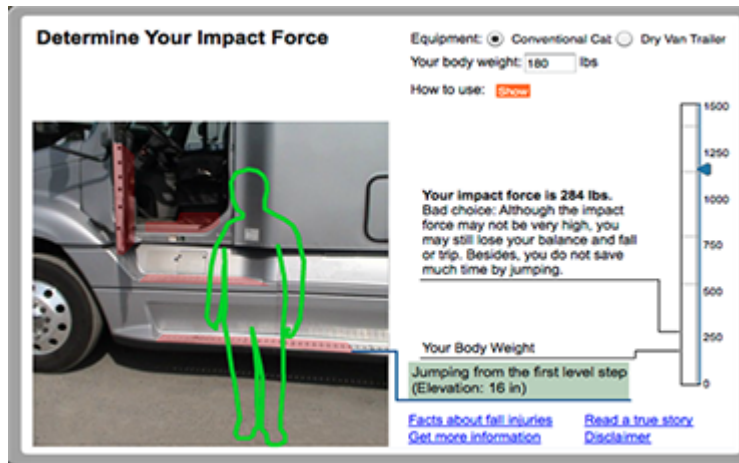 Determine Your Impact Force
Equipment: Conventional Cab Dry Van Trailer
Your body weight: 180 lbs
How to use: Show
1500
1250
1000
750
500
250
0
Your impact force is 284 lbs.
Bad choice: Although the impact
force may not be very high, you
may still lose your balance and fall
or trip. Besides, you do not save
much time by jumping.
Your Body Weight
Jumping from the first level step
(Elevation: 16 in)
Facts about fall injuries Read a true story
Get more information Disclaimer